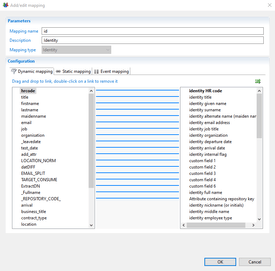 Add/edit mapping
Parameters
Mapping name
id
Description
Identity
Mapping type
Identity
Configuration
Dynamic mapping
Static mapping
Event mapping
Drag and drop to link, double-click on a link to remove it
hrcode
title
firstname
lastname
maidenname
email
job
organisation
_leavedate
test_date
add_attr
LOCATION_NORM
datDIFF
EMAIL_SPLIT
TARGET_CONSUME
ExtractDN
_Fullname
_REPOSITORY_CODE_
arrival
business_title
contract_type
location
identity HR code
identity title
identity given name
identity surname
identity alternate name (maiden nam
identity email address
identity job title
identity organization
identity departure date
identity arrival date
identity internal flag
custom field 1
custom field 2
custom field 3
custom field 4
custom field 6
identity full name
Attribute containing repository key
identity nickname (or initials)
identity middle name
identity employee type
OK
Cancel